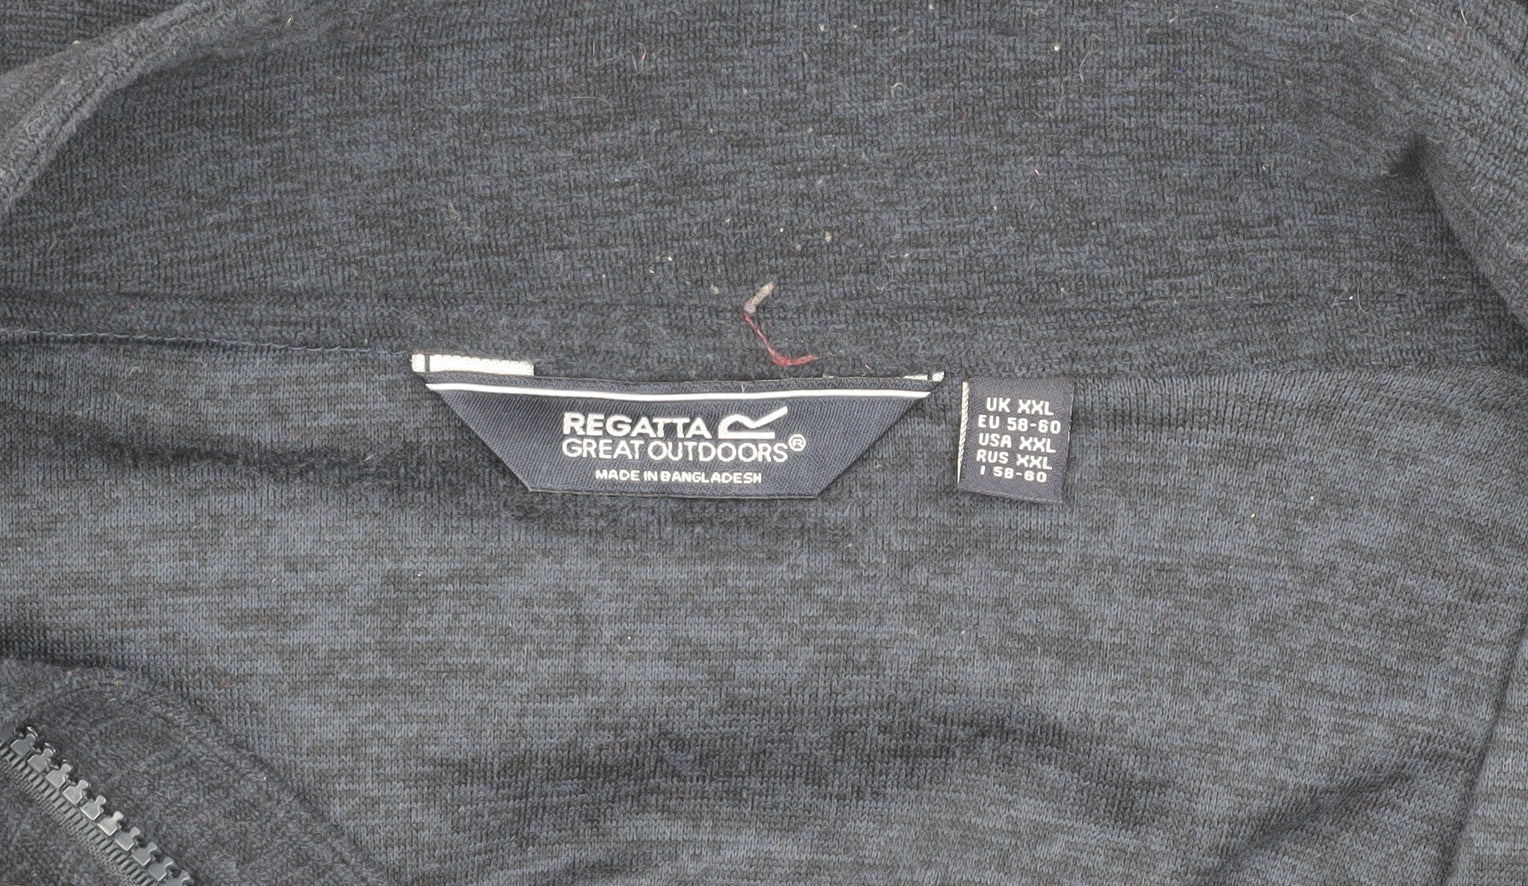 REGATTA
GREAT OUTDOORS®
MADE IN BANGLADESH
UK XXL
EU 58-60
USA XXL
RUS XXL
I 58-60